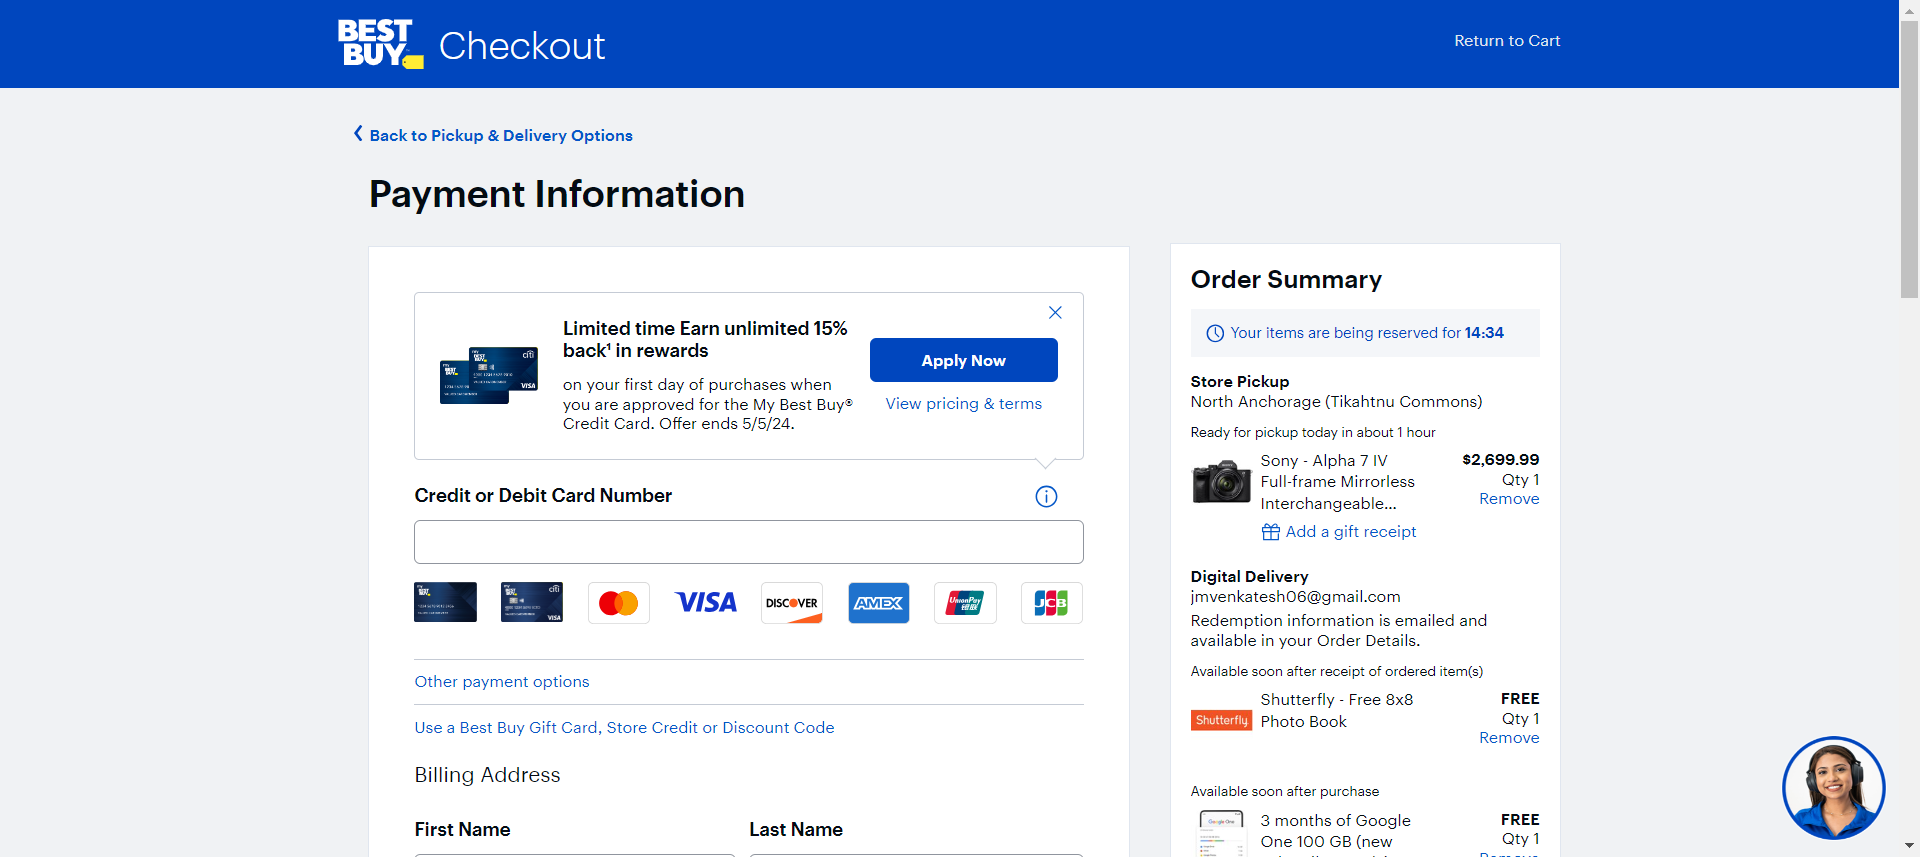 BEST
BUY
Checkout
Return to Cart
Back to Pickup & Delivery Options
Payment Information
Limited time Earn unlimited 15%
back¹ in rewards
on your first day of purchases when
you are approved for the My Best Buy®
Credit Card. Offer ends 5/5/24.
Apply Now
View pricing & terms
Credit or Debit Card Number
VISA
DISCOVER
AMEX
UnionPay
银联
JCB
Other payment options
Use a Best Buy Gift Card, Store Credit or Discount Code
Billing Address
First Name
Last Name
Order Summary
Your items are being reserved for 14:34
Store Pickup
North Anchorage (Tikahtnu Commons)
Ready for pickup today in about 1 hour
Sony - Alpha 7 IV
Full-frame Mirrorless
Interchangeable...
$2,699.99
Qty 1
Remove
Add a gift receipt
Digital Delivery
jmvenkatesh06@gmail.com
Redemption information is emailed and
available in your Order Details.
Available soon after receipt of ordered item(s)
Shutterfly
Shutterfly - Free 8x8
Photo Book
FREE
Qty 1
Remove
Available soon after purchase
Google One
3 months of Google
One 100 GB (new
FREE
Qty 1